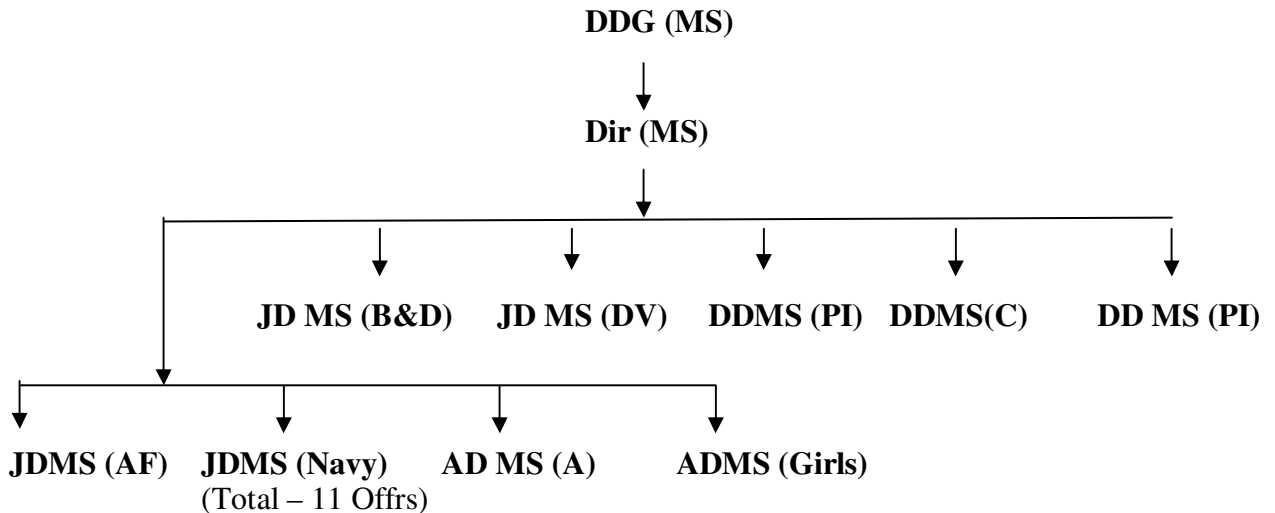 DDG (MS)
Dir (MS)
JD MS (B&D) JD MS (DV) DDMS (PI) DDMS(C) DD MS (PI)
JDMS (AF) JDMS (Navy) AD MS (A) ADMS (Girls)
(Total – 11 Offrs)